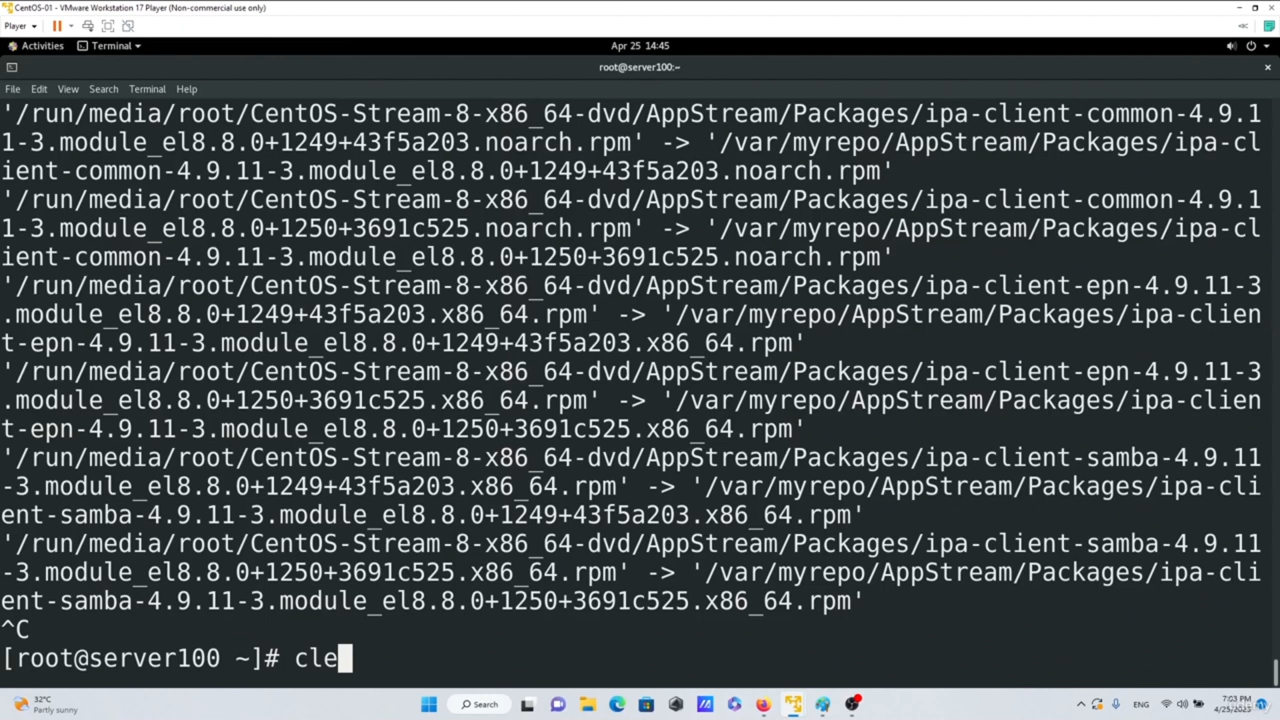 CentOS-01 - VMware Workstation 17 Player (Non-commercial use only)
Player
Activities Terminal Apr 25 14:45
root@server100:~
File Edit View Search Terminal Help
'/run/media/root/CentOS-Stream-8-x86_64-dvd/AppStream/Packages/ipa-client-common-4.9.1
1-3.module_el8.8.0+1249+43f5a203.noarch.rpm' -> '/var/myrepo/AppStream/Packages/ipa-cl
ient-common-4.9.11-3.module_el8.8.0+1249+43f5a203.noarch.rpm'
'/run/media/root/CentOS-Stream-8-x86_64-dvd/AppStream/Packages/ipa-client-common-4.9.1
1-3.module_el8.8.0+1250+3691c525.noarch.rpm' -> '/var/myrepo/AppStream/Packages/ipa-cl
ient-common-4.9.11-3.module_el8.8.0+1250+3691c525.noarch.rpm'
'/run/media/root/CentOS-Stream-8-x86_64-dvd/AppStream/Packages/ipa-client-epn-4.9.11-3
.module_el8.8.0+1249+43f5a203.x86_64.rpm' -> '/var/myrepo/AppStream/Packages/ipa-clien
t-epn-4.9.11-3.module_el8.8.0+1249+43f5a203.x86_64.rpm'
'/run/media/root/CentOS-Stream-8-x86_64-dvd/AppStream/Packages/ipa-client-epn-4.9.11-3
.module_el8.8.0+1250+3691c525.x86_64.rpm' -> '/var/myrepo/AppStream/Packages/ipa-clien
t-epn-4.9.11-3.module_el8.8.0+1250+3691c525.x86_64.rpm'
'/run/media/root/CentOS-Stream-8-x86_64-dvd/AppStream/Packages/ipa-client-samba-4.9.11
-3.module_el8.8.0+1249+43f5a203.x86_64.rpm' -> '/var/myrepo/AppStream/Packages/ipa-cli
ent-samba-4.9.11-3.module_el8.8.0+1249+43f5a203.x86_64.rpm'
'/run/media/root/CentOS-Stream-8-x86_64-dvd/AppStream/Packages/ipa-client-samba-4.9.11
-3.module_el8.8.0+1250+3691c525.x86_64.rpm' -> '/var/myrepo/AppStream/Packages/ipa-cli
ent-samba-4.9.11-3.module_el8.8.0+1250+3691c525.x86_64.rpm'
^C
[root@server100 ~]# cle
32°C
Partly sunny
Search
ENG
7:03 PM
4/25/2023